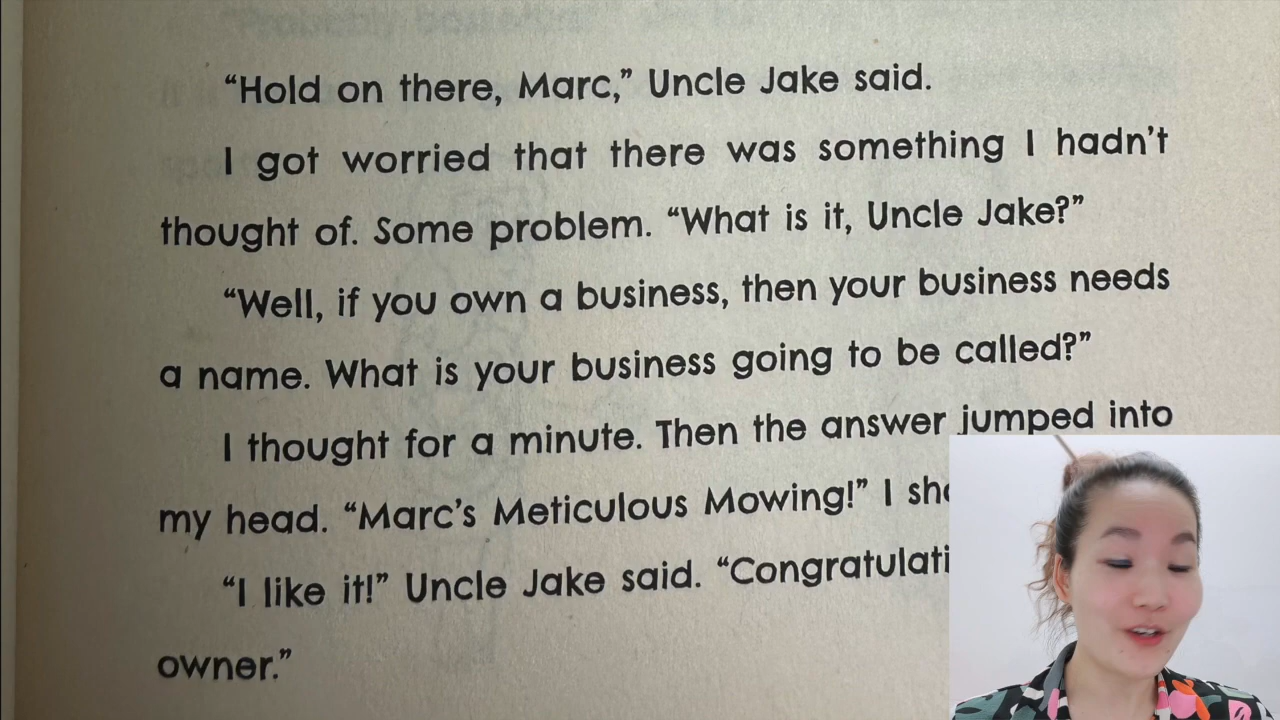 “Hold on there, Marc,” Uncle Jake said.
I got worried that there was something I hadn’t
thought of. Some problem. “What is it, Uncle Jake?”
“Well, if you own a business, then your business needs
a name. What is your business going to be called?”
I thought for a minute. Then the answer jumped into
my head. “Marc’s Meticulous Mowing!” I
“I like it!” Uncle Jake said.
owner.”